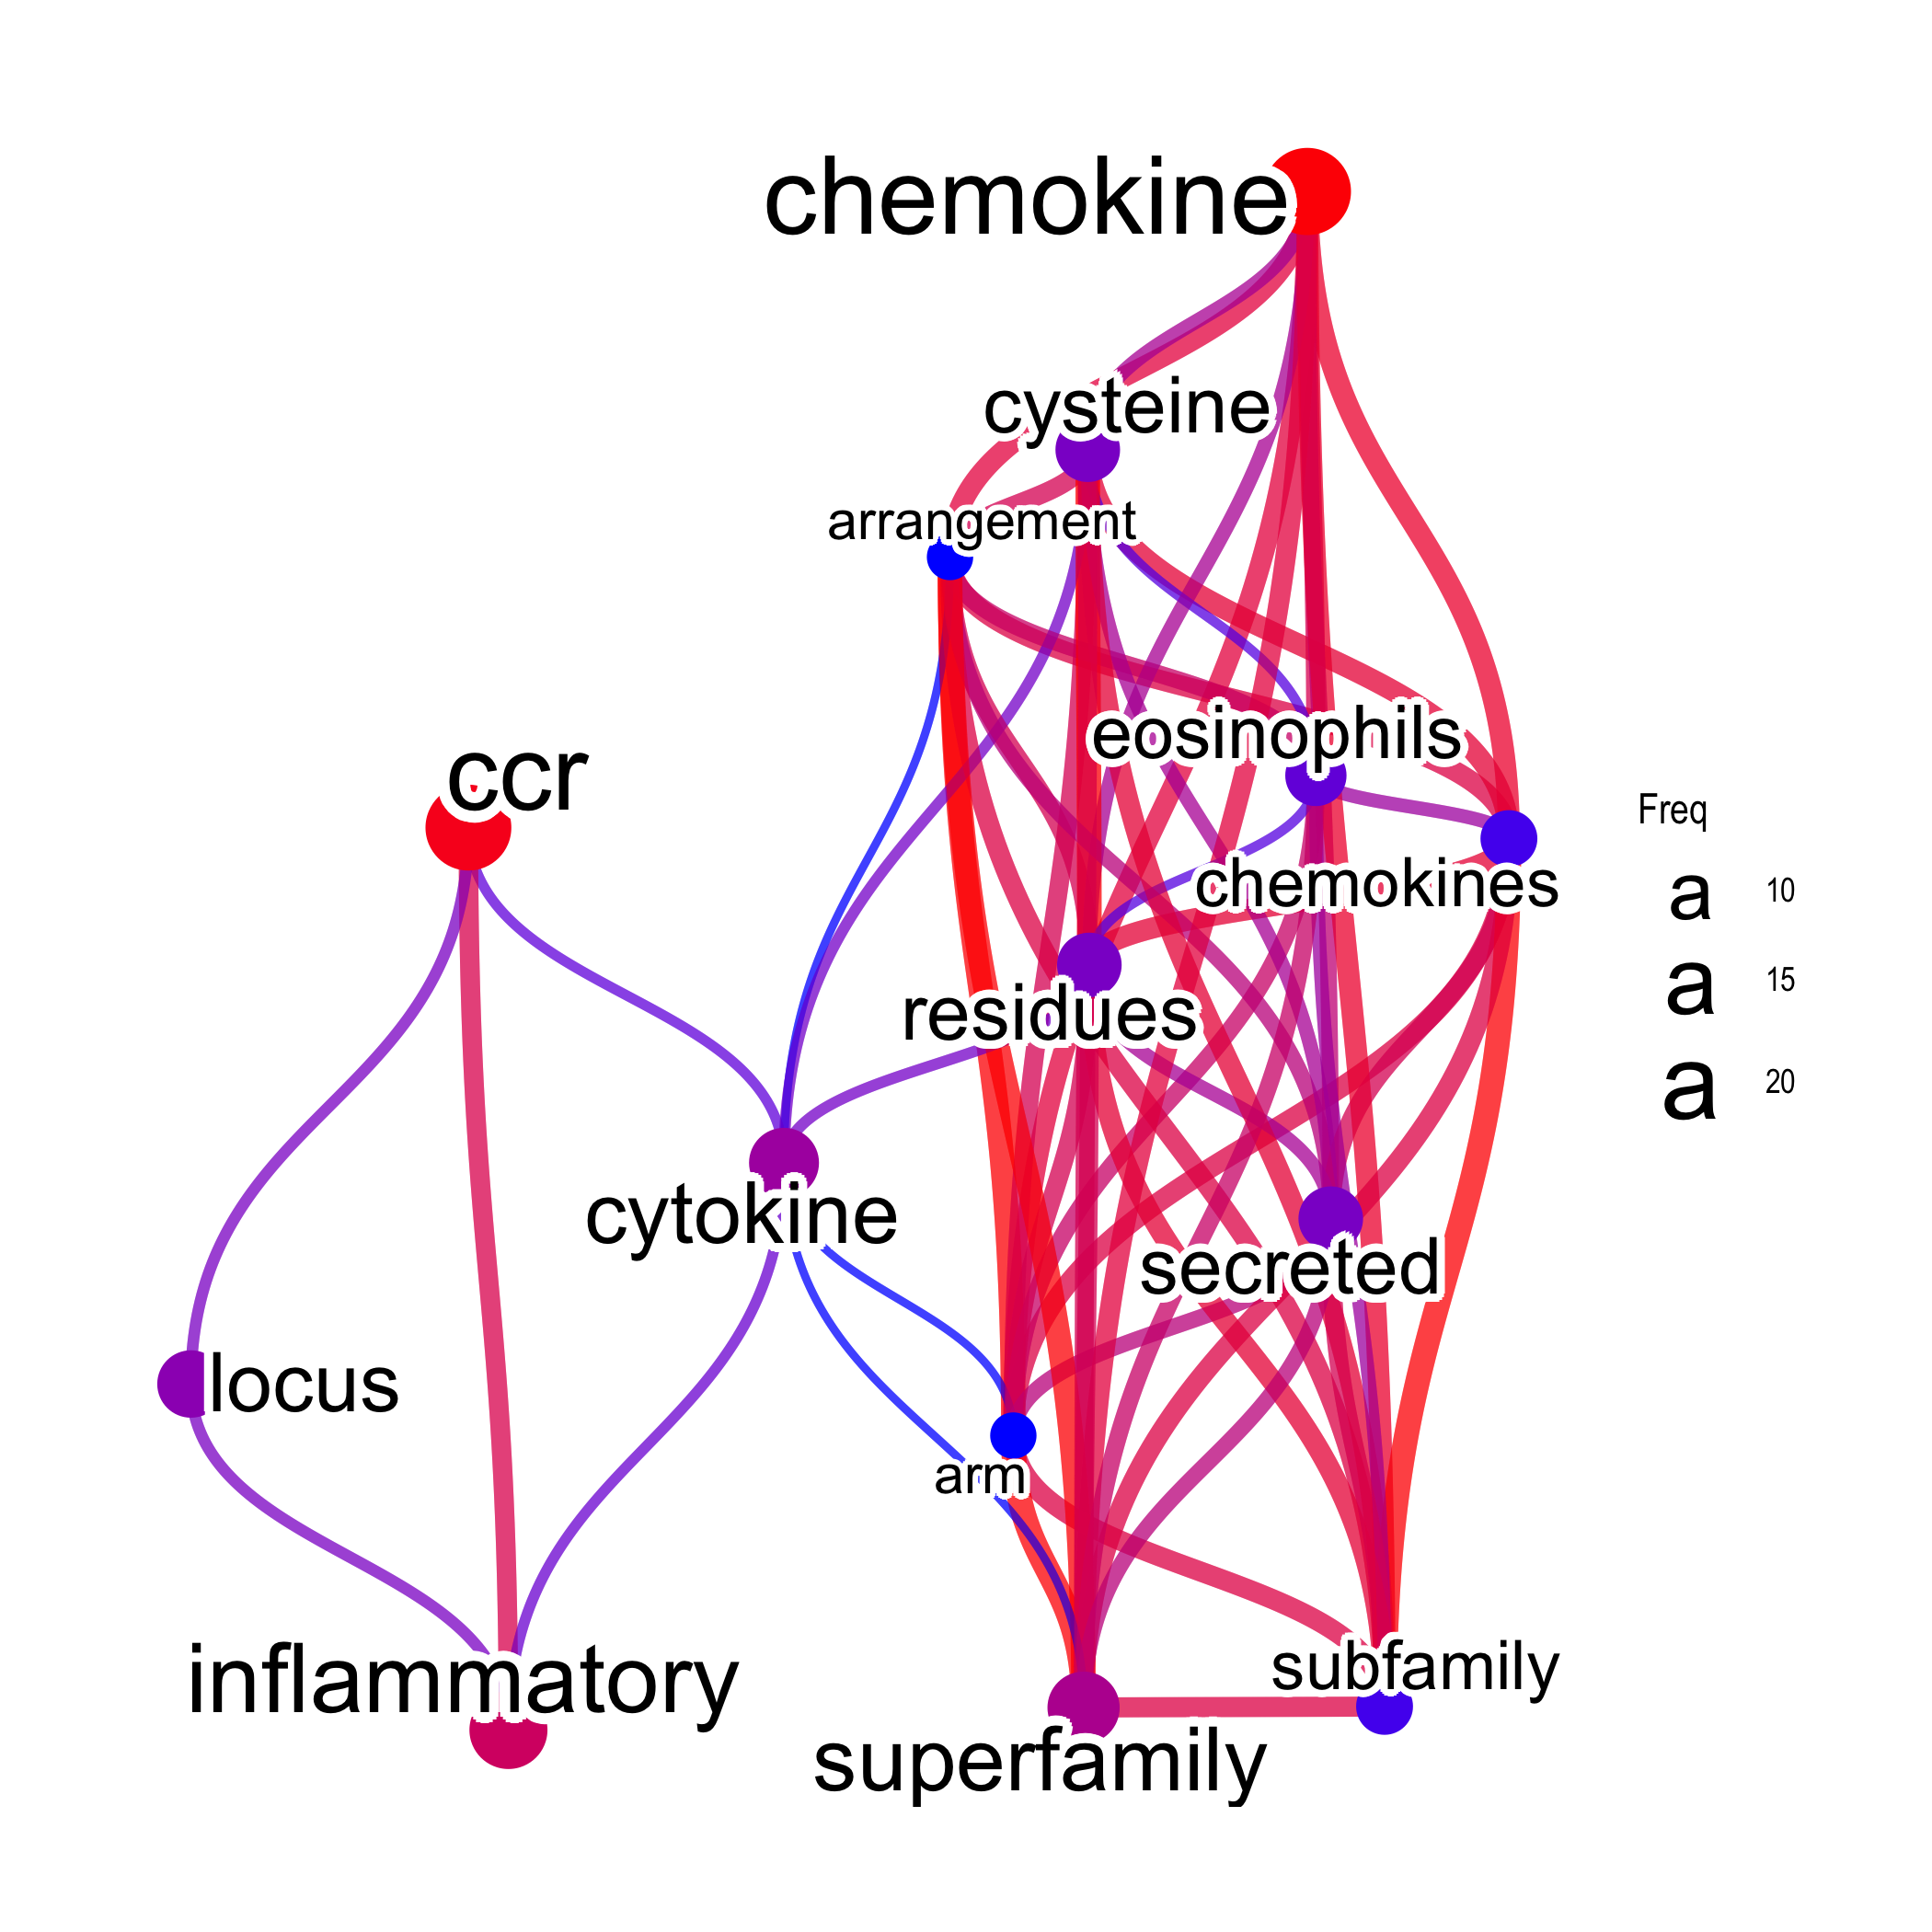 chemokine
cysteine
arrangement
eosinophils
ccr
Freq
chemokines
a 10
a 15
residues
a 20
cytokine
secreted
locus
arm
subfamily
inflammatory
superfamily